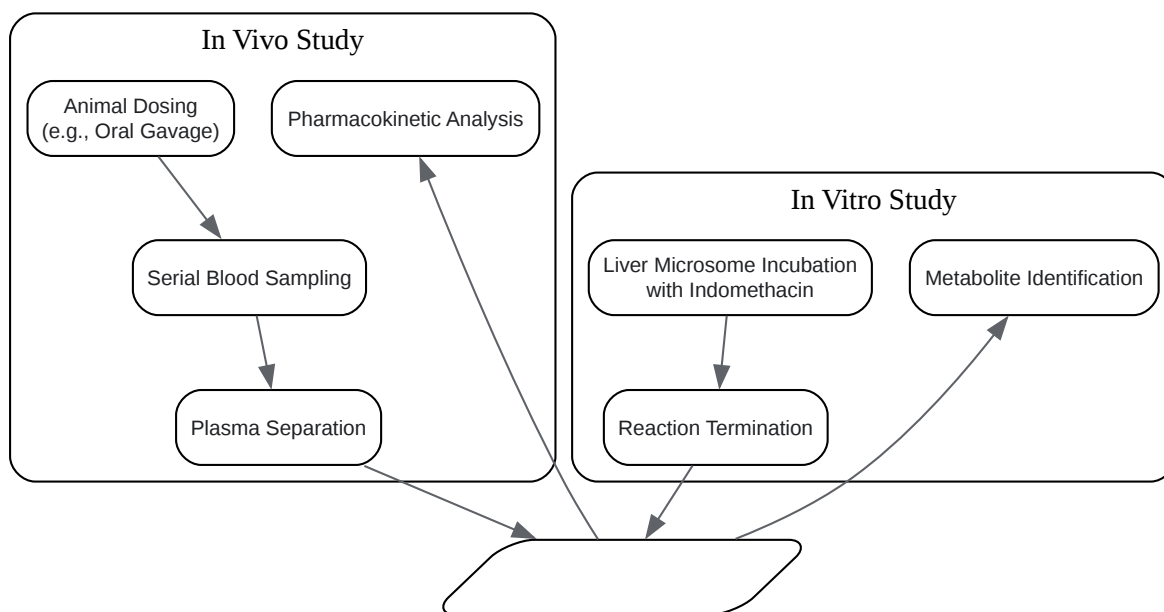 In Vivo Study
Animal Dosing
(e.g., Oral Gavage)
Pharmacokinetic Analysis
Serial Blood Sampling
Plasma Separation
In Vitro Study
Liver Microsome Incubation
with Indomethacin
Metabolite Identification
Reaction Termination